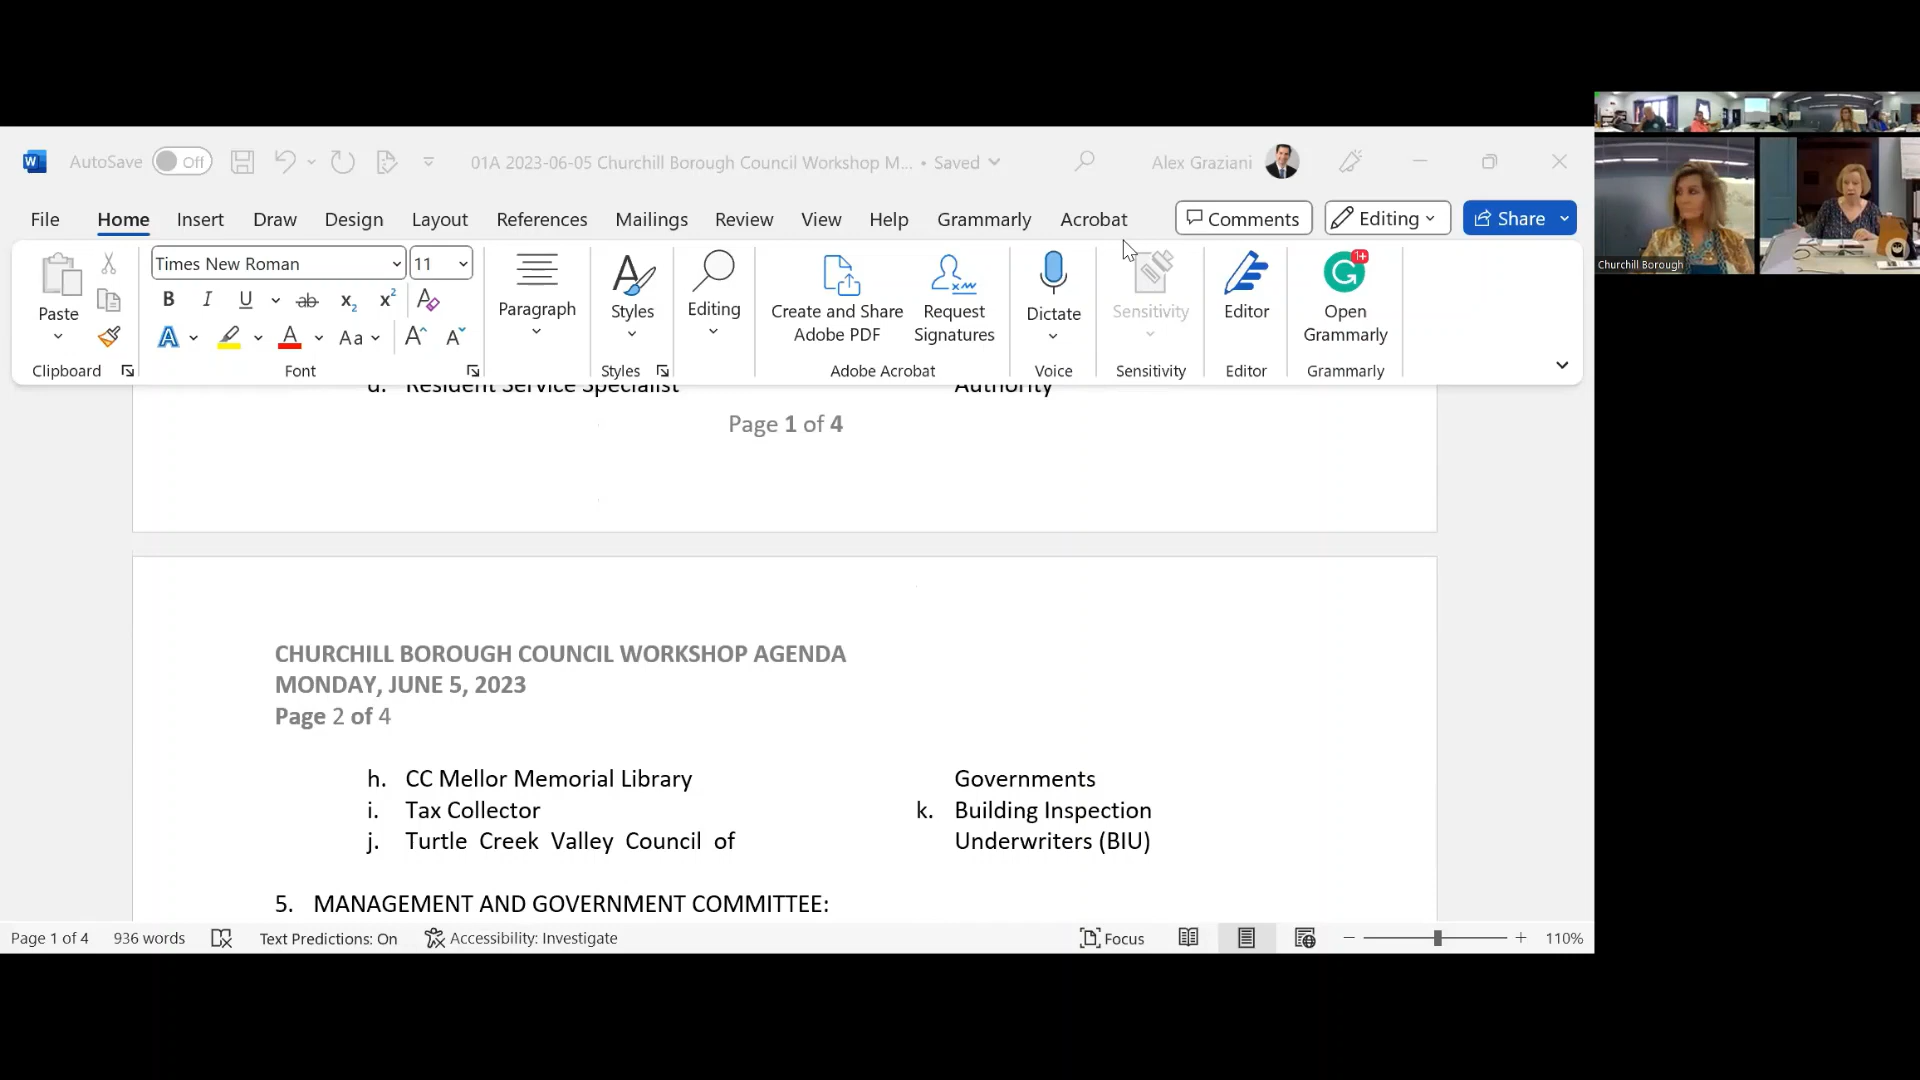 AutoSave Off 01A 2023-06-05 Churchill Borough Council Workshop M... • Saved Alex Graziani
File Home Insert Draw Design Layout References Mailings Review View Help Grammarly Acrobat Comments Editing Share
Times New Roman 11
Paste Paragraph Styles Editing Create and Share Adobe PDF Request Signatures Dictate Sensitivity Editor Open Grammarly
Clipboard Font Styles Adobe Acrobat Voice Sensitivity Editor Grammarly
Churchill Borough
d. Resident Service Specialist Authority
Page 1 of 4
CHURCHILL BOROUGH COUNCIL WORKSHOP AGENDA
MONDAY, JUNE 5, 2023
Page 2 of 4
h. CC Mellor Memorial Library Governments
i. Tax Collector k. Building Inspection
j. Turtle Creek Valley Council of Underwriters (BIU)
5. MANAGEMENT AND GOVERNMENT COMMITTEE:
Page 1 of 4 936 words Text Predictions: On Accessibility: Investigate Focus 110%